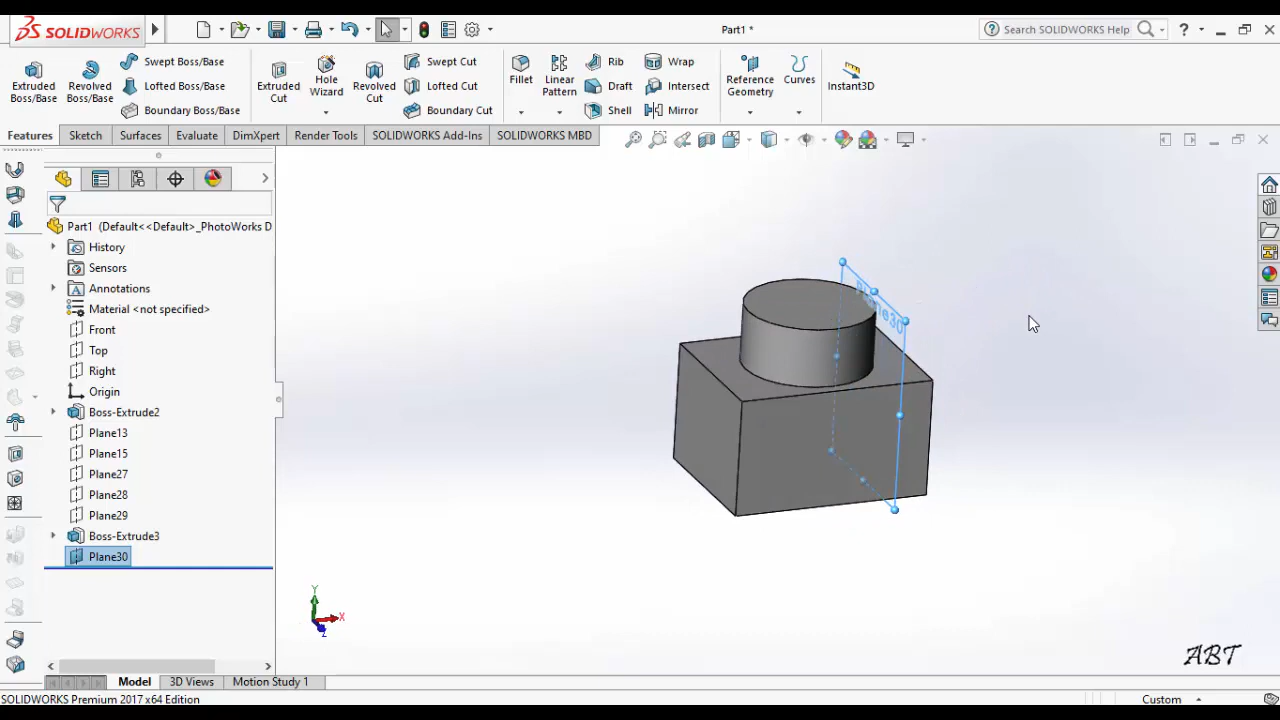 SOLIDWORKS
Part1 *
Search SOLIDWORKS Help
Extruded Boss/Base
Revolved Boss/Base
Swept Boss/Base
Lofted Boss/Base
Boundary Boss/Base
Extruded Cut
Hole Wizard
Revolved Cut
Swept Cut
Lofted Cut
Boundary Cut
Fillet
Linear Pattern
Rib
Draft
Shell
Wrap
Intersect
Mirror
Reference Geometry
Curves
Instant3D
Features Sketch Surfaces Evaluate DimXpert Render Tools SOLIDWORKS Add-Ins SOLIDWORKS MBD
Part1 (Default<<Default>_PhotoWorks D
History
Sensors
Annotations
Material <not specified>
Front
Top
Right
Origin
Boss-Extrude2
Plane13
Plane15
Plane27
Plane28
Plane29
Boss-Extrude3
Plane30
Plane30
Y
X
Z
ABT
Model 3D Views Motion Study 1
SOLIDWORKS Premium 2017 x64 Edition
Custom